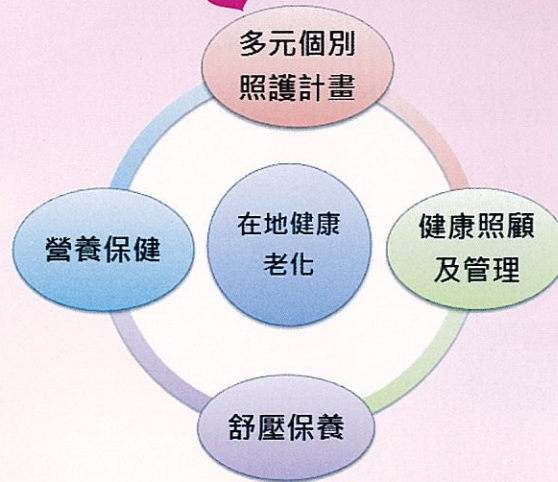 多元個別
照護計畫
營養保健
在地健康
老化
健康照顧
及管理
舒壓保養